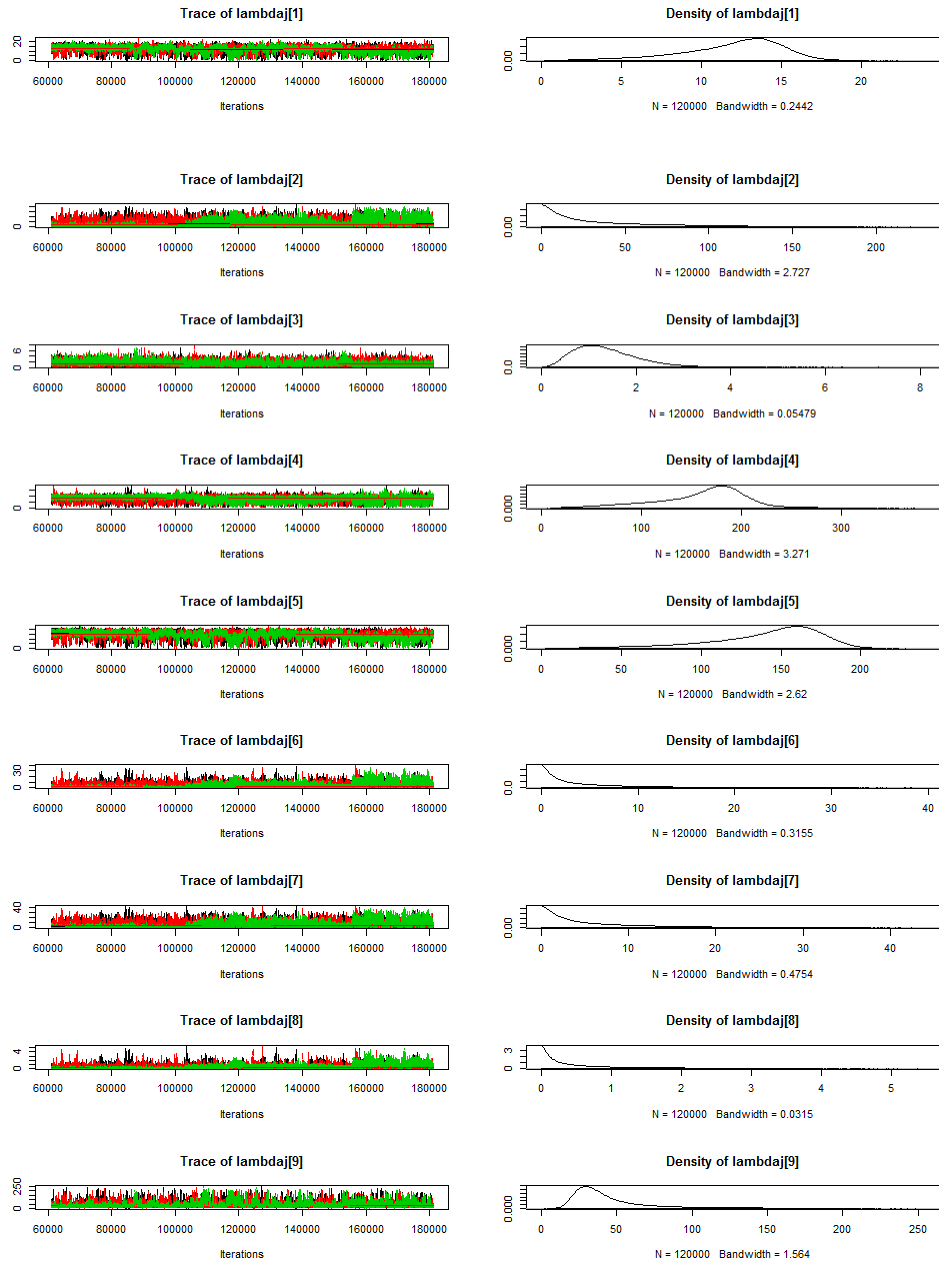 Trace of lambdaj[1]
Density of lambdaj[1]
0 20
0.00
60000 80000 100000 120000 140000 160000 180000
0 5 10 15 20
Iterations
N = 120000 Bandwidth = 0.2442
Trace of lambdaj[2]
Density of lambdaj[2]
0
0.00
60000 80000 100000 120000 140000 160000 180000
0 50 100 150 200
Iterations
N = 120000 Bandwidth = 2.727
Trace of lambdaj[3]
Density of lambdaj[3]
0 6
0.0
60000 80000 100000 120000 140000 160000 180000
0 2 4 6 8
Iterations
N = 120000 Bandwidth = 0.05479
Trace of lambdaj[4]
Density of lambdaj[4]
0
0.000
60000 80000 100000 120000 140000 160000 180000
0 100 200 300
Iterations
N = 120000 Bandwidth = 3.271
Trace of lambdaj[5]
Density of lambdaj[5]
0
0.000
60000 80000 100000 120000 140000 160000 180000
0 50 100 150 200
Iterations
N = 120000 Bandwidth = 2.62
Trace of lambdaj[6]
Density of lambdaj[6]
0 30
0.0
60000 80000 100000 120000 140000 160000 180000
0 10 20 30 40
Iterations
N = 120000 Bandwidth = 0.3155
Trace of lambdaj[7]
Density of lambdaj[7]
0 40
0.00
60000 80000 100000 120000 140000 160000 180000
0 10 20 30 40
Iterations
N = 120000 Bandwidth = 0.4754
Trace of lambdaj[8]
Density of lambdaj[8]
0 4
0 3
60000 80000 100000 120000 140000 160000 180000
0 1 2 3 4 5
Iterations
N = 120000 Bandwidth = 0.0315
Trace of lambdaj[9]
Density of lambdaj[9]
0 250
0.000
60000 80000 100000 120000 140000 160000 180000
0 50 100 150 200 250
Iterations
N = 120000 Bandwidth = 1.564